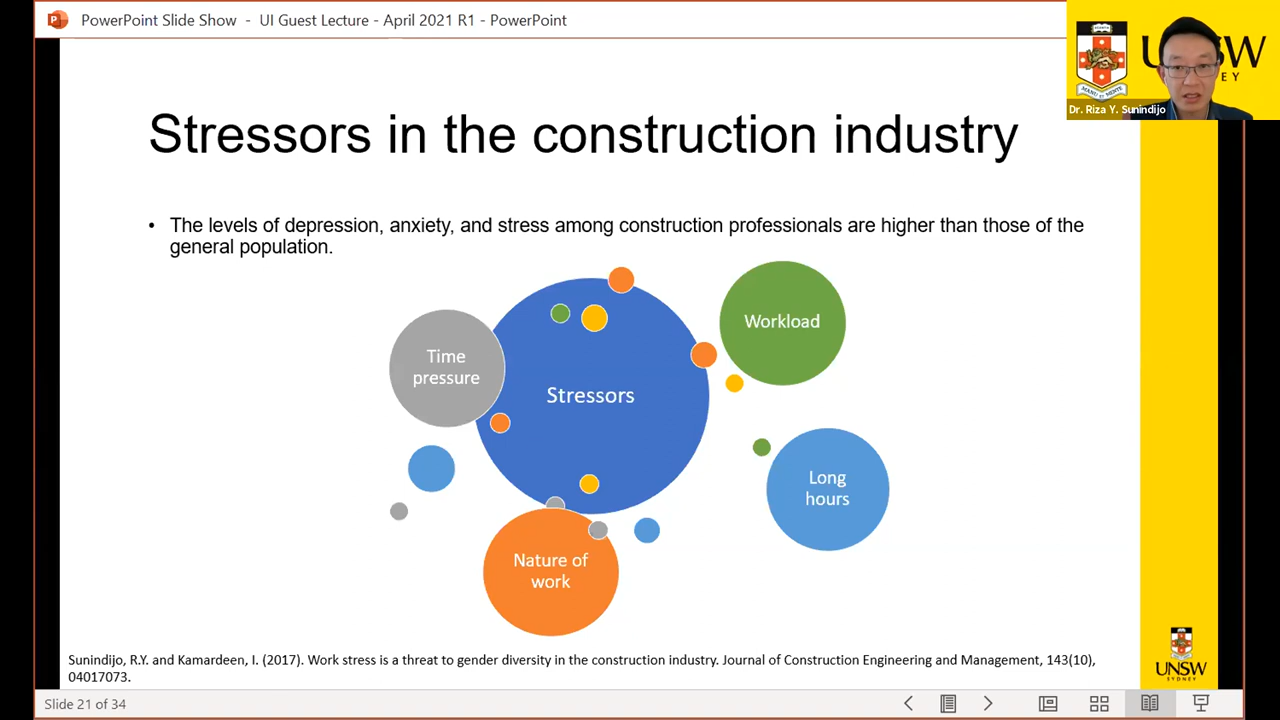 PowerPoint Slide Show - UI Guest Lecture - April 2021 R1 - PowerPoint
Dr. Riza Y. Sunindijo
Stressors in the construction industry
• The levels of depression, anxiety, and stress among construction professionals are higher than those of the
general population.
Workload
Time
pressure
Stressors
Long
hours
Nature of
work
Sunindijo, R.Y. and Kamardeen, I. (2017). Work stress is a threat to gender diversity in the construction industry. Journal of Construction Engineering and Management, 143(10),
04017073.
UNSW
SYDNEY
Slide 21 of 34